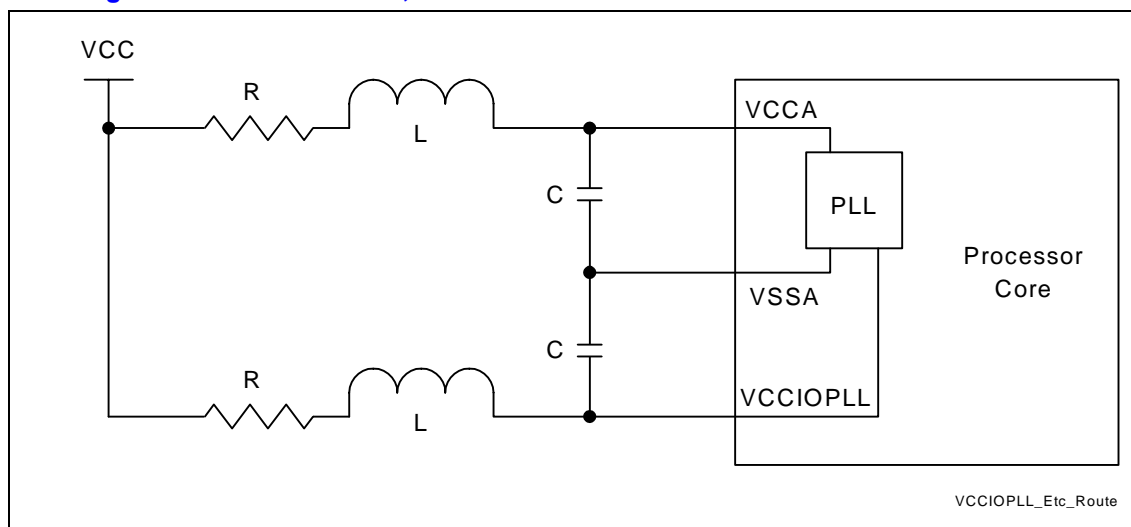 VCC
R
L
VCCA
C
PLL
Processor
Core
VSSA
C
R
L
VCCIOPLL
VCCIOPLL_Etc_Route